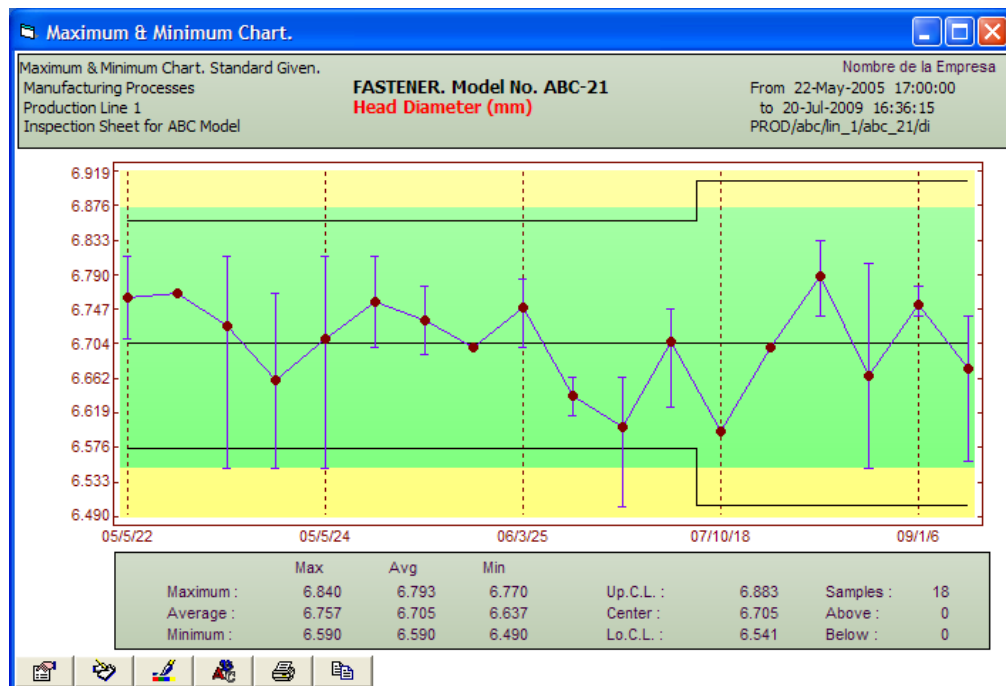 Maximum & Minimum Chart.
Maximum & Minimum Chart. Standard Given.
Manufacturing Processes
Production Line 1
Inspection Sheet for ABC Model
FASTENER. Model No. ABC-21
Head Diameter (mm)
Nombre de la Empresa
From 22-May-2005 17:00:00
to 20-Jul-2009 16:36:15
PROD/abc/lin_1/abc_21/di
6.919
6.876
6.833
6.790
6.747
6.704
6.662
6.619
6.576
6.533
6.490
05/5/22 05/5/24 06/3/25 07/10/18 09/1/6
Max Avg Min
Maximum : 6.840 6.793 6.770 Up.C.L. : 6.883 Samples : 18
Average : 6.757 6.705 6.637 Center : 6.705 Above : 0
Minimum : 6.590 6.590 6.490 Lo.C.L. : 6.541 Below : 0